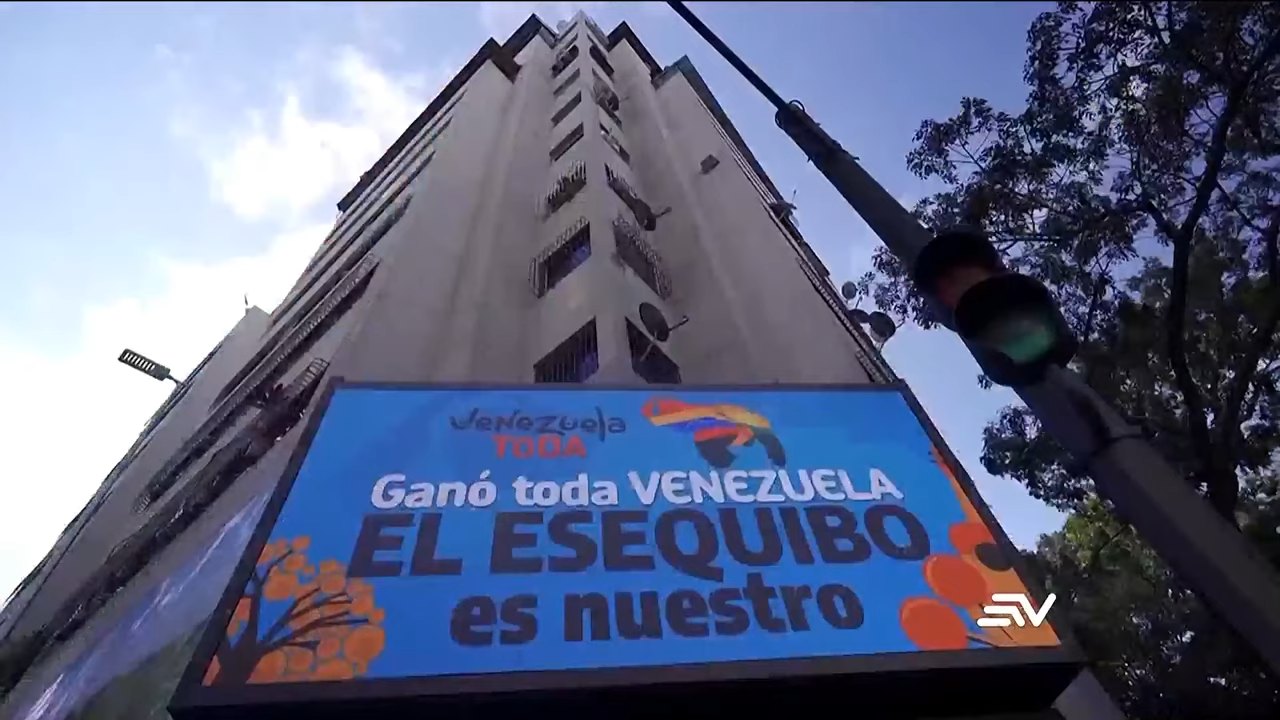 Venezuela
TODA
Ganó toda VENEZUELA
EL ESEQUIBO
es nuestro